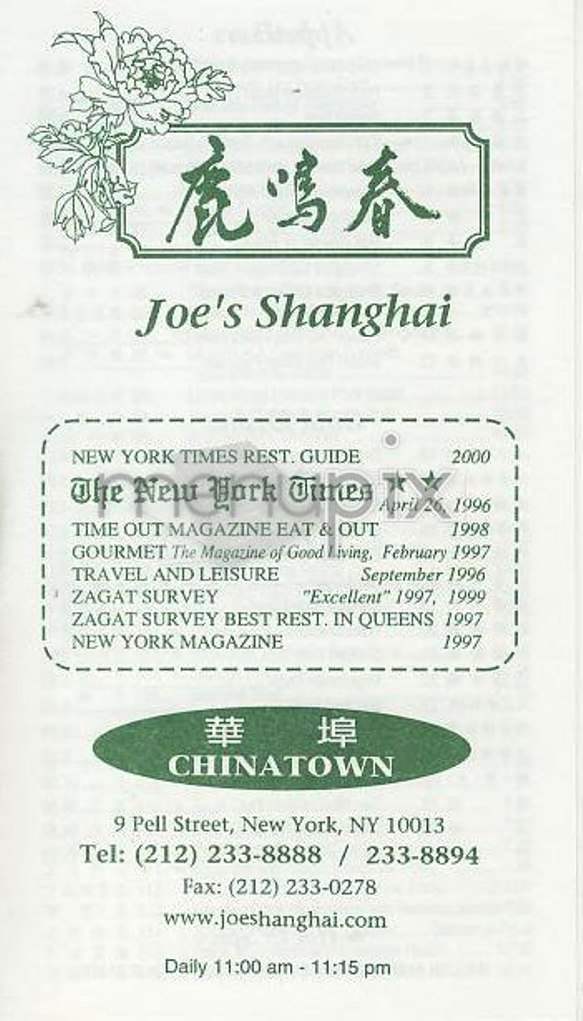 鹿鳴春
Joe's Shanghai
NEW YORK TIMES REST. GUIDE 2000
The New York Times ★ ★ April 26, 1996
TIME OUT MAGAZINE EAT & OUT 1998
GOURMET The Magazine of Good Living, February 1997
TRAVEL AND LEISURE September 1996
ZAGAT SURVEY "Excellent" 1997, 1999
ZAGAT SURVEY BEST REST. IN QUEENS 1997
NEW YORK MAGAZINE 1997
menupix
華 埠
CHINATOWN
9 Pell Street, New York, NY 10013
Tel: (212) 233-8888 / 233-8894
Fax: (212) 233-0278
www.joeshanghai.com
Daily 11:00 am - 11:15 pm